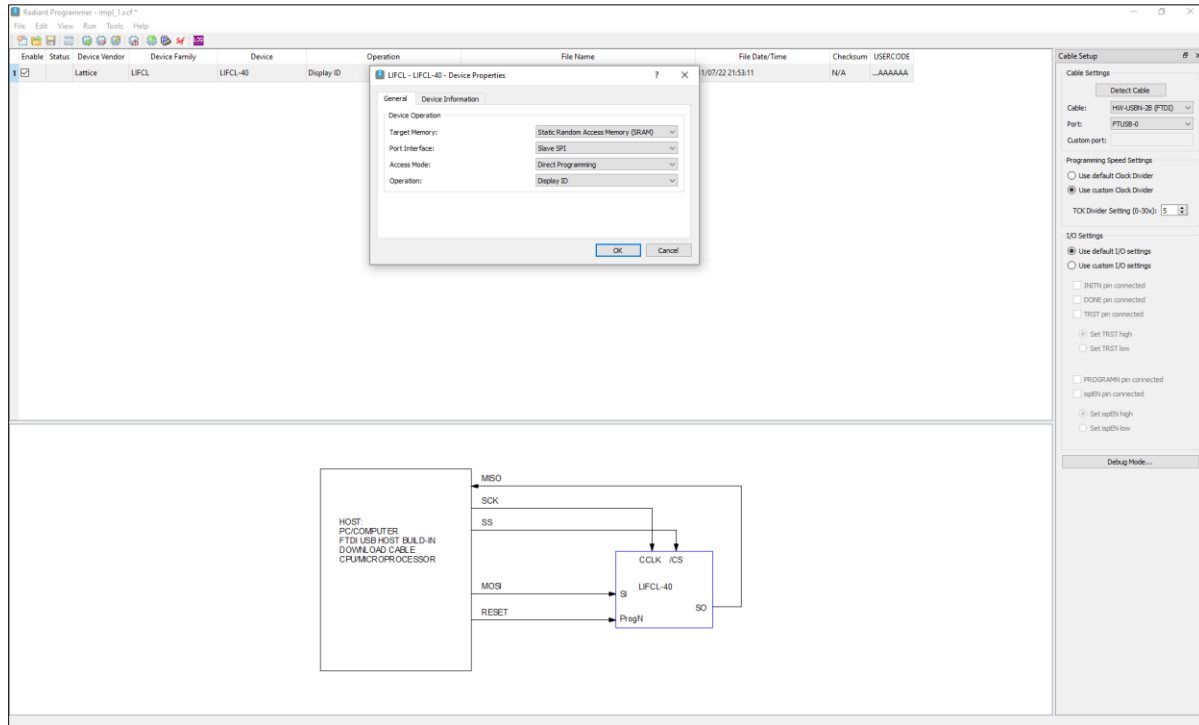 Radiant Programmer - impl_1.xcf *
File Edit View Run Tools Help
Enable Status Device Vendor Device Family Device Operation File Name File Date/Time Checksum USERCODE
1 Lattice LIFCL LIFCL-40 Display ID 1/07/22 21:53:11 N/A ...AAAAAA
LIFCL - LIFCL-40 - Device Properties ?
General Device Information
Device Operation
Target Memory: Static Random Access Memory (SRAM)
Port Interface: Slave SPI
Access Mode: Direct Programming
Operation: Display ID
OK Cancel
Cable Setup
Cable Settings
Detect Cable
Cable: HW-USBN-2B (FTDI)
Port: FTUSB-0
Custom port:
Programming Speed Settings
Use default Clock Divider
Use custom Clock Divider
TCK Divider Setting (0-30x): 5
I/O Settings
Use default I/O settings
Use custom I/O settings
INITN pin connected
DONE pin connected
TRST pin connected
Set TRST high
Set TRST low
PROGRAMN pin connected
ispEN pin connected
Set ispEN high
Set ispEN low
Debug Mode...
MISO
SCK
SS
HOST:
PC/COMPUTER
FTDI USB HOST BUILD-IN
DOWNLOAD CABLE
CPU/MICROPROCESSOR
CCLK /CS
MOSI
LIFCL-40
SI
SO
RESET
ProgN